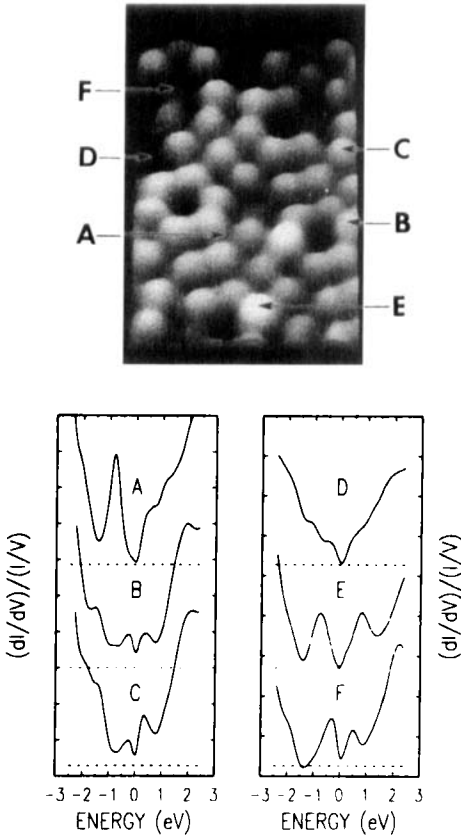 F
D
C
A
B
E
(dI/dV)/(I/V)
A
B
C
-3 -2 -1 0 1 2 3
ENERGY (eV)
D
E
F
-3 -2 -1 0 1 2 3
ENERGY (eV)
(dI/dV)/(I/V)